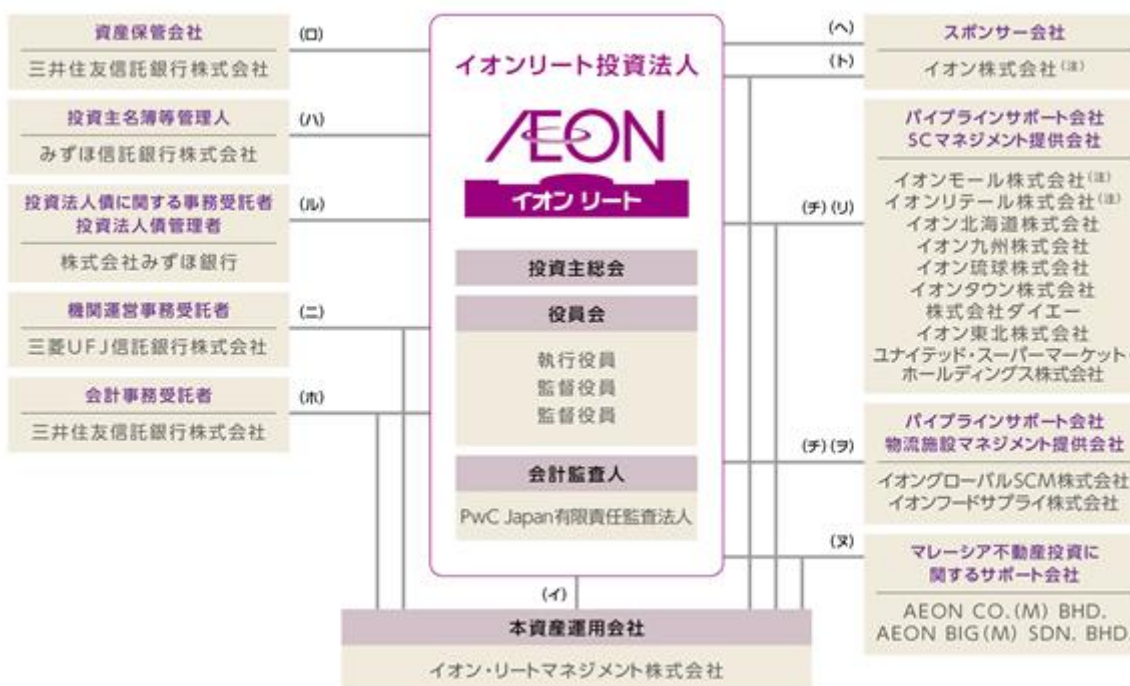 資産保管会社
三井住友信託銀行株式会社
(ロ)
投資主名簿等管理人
みずほ信託銀行株式会社
(ハ)
投資法人債に関する事務受託者
投資法人債管理者
株式会社みずほ銀行
(ル)
機関運営事務受託者
三菱UFJ信託銀行株式会社
(ニ)
会計事務受託者
三井住友信託銀行株式会社
(ホ)
イオンリート投資法人
ÆON
イオン リート
投資主総会
役員会
執行役員
監督役員
監督役員
会計監査人
PwC Japan有限責任監査法人
(イ)
本資産運用会社
イオン・リートマネジメント株式会社
(ヘ)
(ト)
スポンサー会社
イオン株式会社(注)
(チ)(リ)
パイプラインサポート会社
SCマネジメント提供会社
イオンモール株式会社(注)
イオンリテール株式会社(注)
イオン北海道株式会社
イオン九州株式会社
イオン琉球株式会社
イオンタウン株式会社
株式会社ダイエー
イオン東北株式会社
ユナイテッド・スーパーマーケット・
ホールディングス株式会社
(チ)(ヲ)
パイプラインサポート会社
物流施設マネジメント提供会社
イオングローバルSCM株式会社
イオンフードサプライ株式会社
(ヌ)
マレーシア不動産投資に
関するサポート会社
AEON CO.(M) BHD.
AEON BIG(M) SDN. BHD.